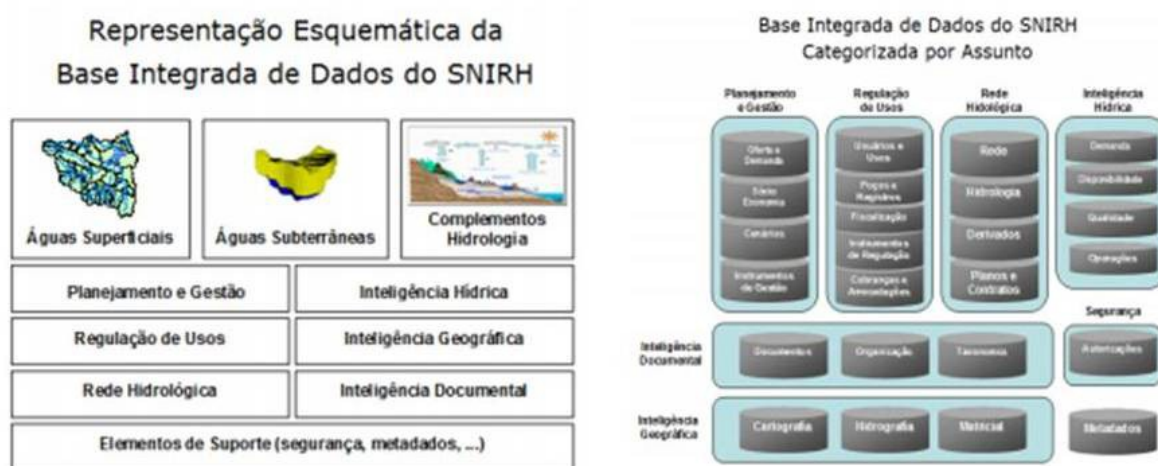 Representação Esquemática da
Base Integrada de Dados do SNIRH
Águas Superficiais
Águas Subterrâneas
Complementos
Hidrologia
Planejamento e Gestão
Inteligência Hídrica
Regulação de Usos
Inteligência Geográfica
Rede Hidrológica
Inteligência Documental
Elementos de Suporte (segurança, metadados, ...)
Base Integrada de Dados do SNIRH
Categorizada por Assunto
Planejamento
e Gestão
Regulação
de Usos
Rede
Hidológica
Inteligência
Hídrica
Oferta e
Demanda
Sócio
Economia
Cenários
Instrumentos
de Gestão
Usuários e
Usos
Poços e
Registros
Fiscalização
Instrumentos
de Regulação
Cobranças e
Arrecadações
Rede
Hidrologia
Derivados
Planos e
Contratos
Demanda
Disponibilidade
Qualidade
Operações
Segurança
Inteligência
Documental
Documentos
Organização
Taxonomia
Autorizações
Inteligência
Geográfica
Cartografia
Hidrografia
Matricial
Metadados